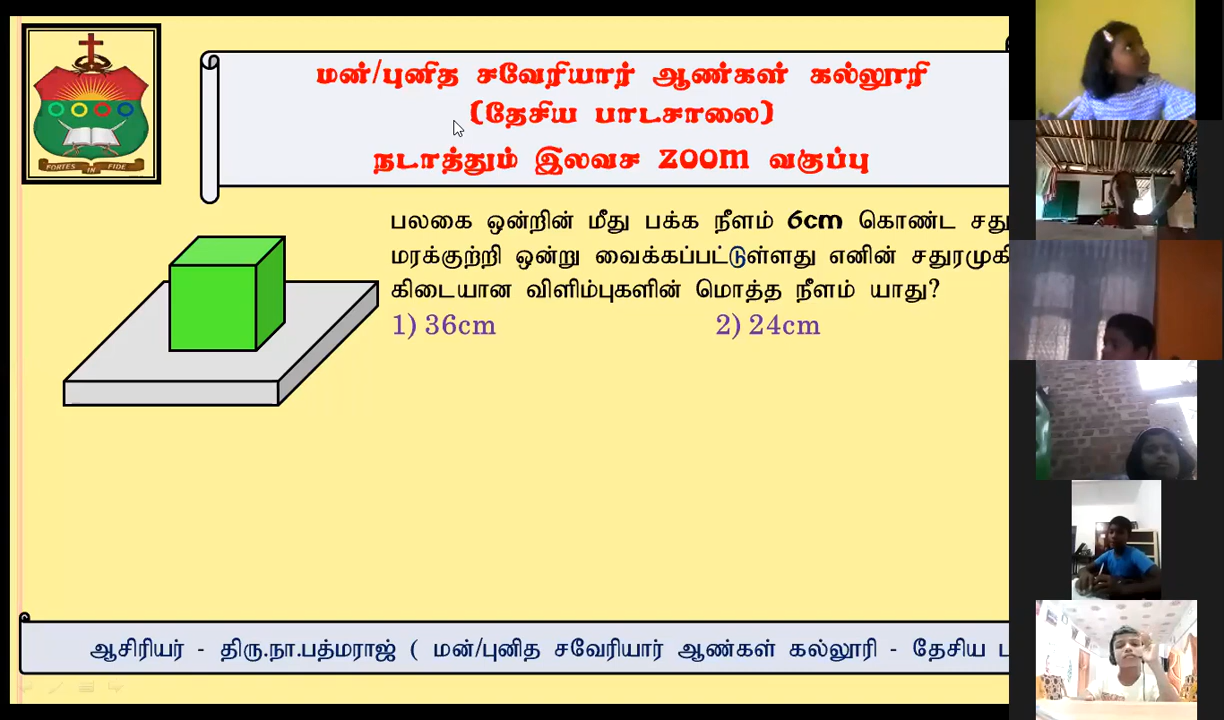 FORTES IN FIDE
மன்/புனித சவேரியார் ஆண்கள் கல்லூரி
(தேசிய பாடசாலை)
நடாத்தும் இலவச ZOOM வகுப்பு
பலகை ஒன்றின் மீது பக்க நீளம் 6cm கொண்ட சது
மரக்குற்றி ஒன்று வைக்கப்பட்டுள்ளது எனின் சதுரமுகி
கிடையான விளிம்புகளின் மொத்த நீளம் யாது?
1) 36cm 2) 24cm
ஆசிரியர் - திரு.நா.பத்மராஜ் ( மன்/புனித சவேரியார் ஆண்கள் கல்லூரி - தேசிய ப